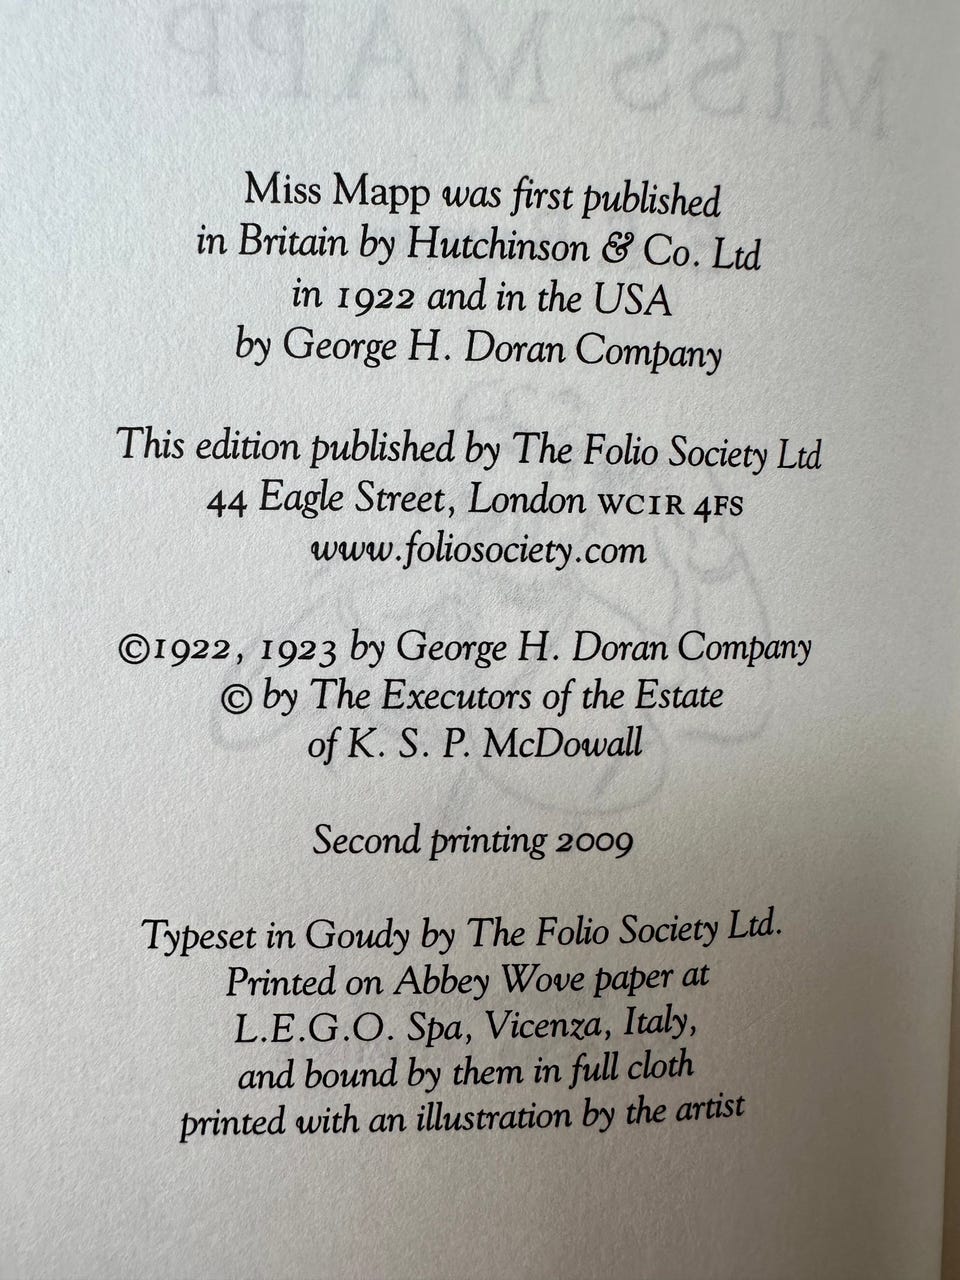 MISS MAPP
Miss Mapp was first published
in Britain by Hutchinson & Co. Ltd
in 1922 and in the USA
by George H. Doran Company
This edition published by The Folio Society Ltd
44 Eagle Street, London WC1R 4FS
www.foliosociety.com
©1922, 1923 by George H. Doran Company
© by The Executors of the Estate
of K. S. P. McDowall
Second printing 2009
Typeset in Goudy by The Folio Society Ltd.
Printed on Abbey Wove paper at
L.E.G.O. Spa, Vicenza, Italy,
and bound by them in full cloth
printed with an illustration by the artist